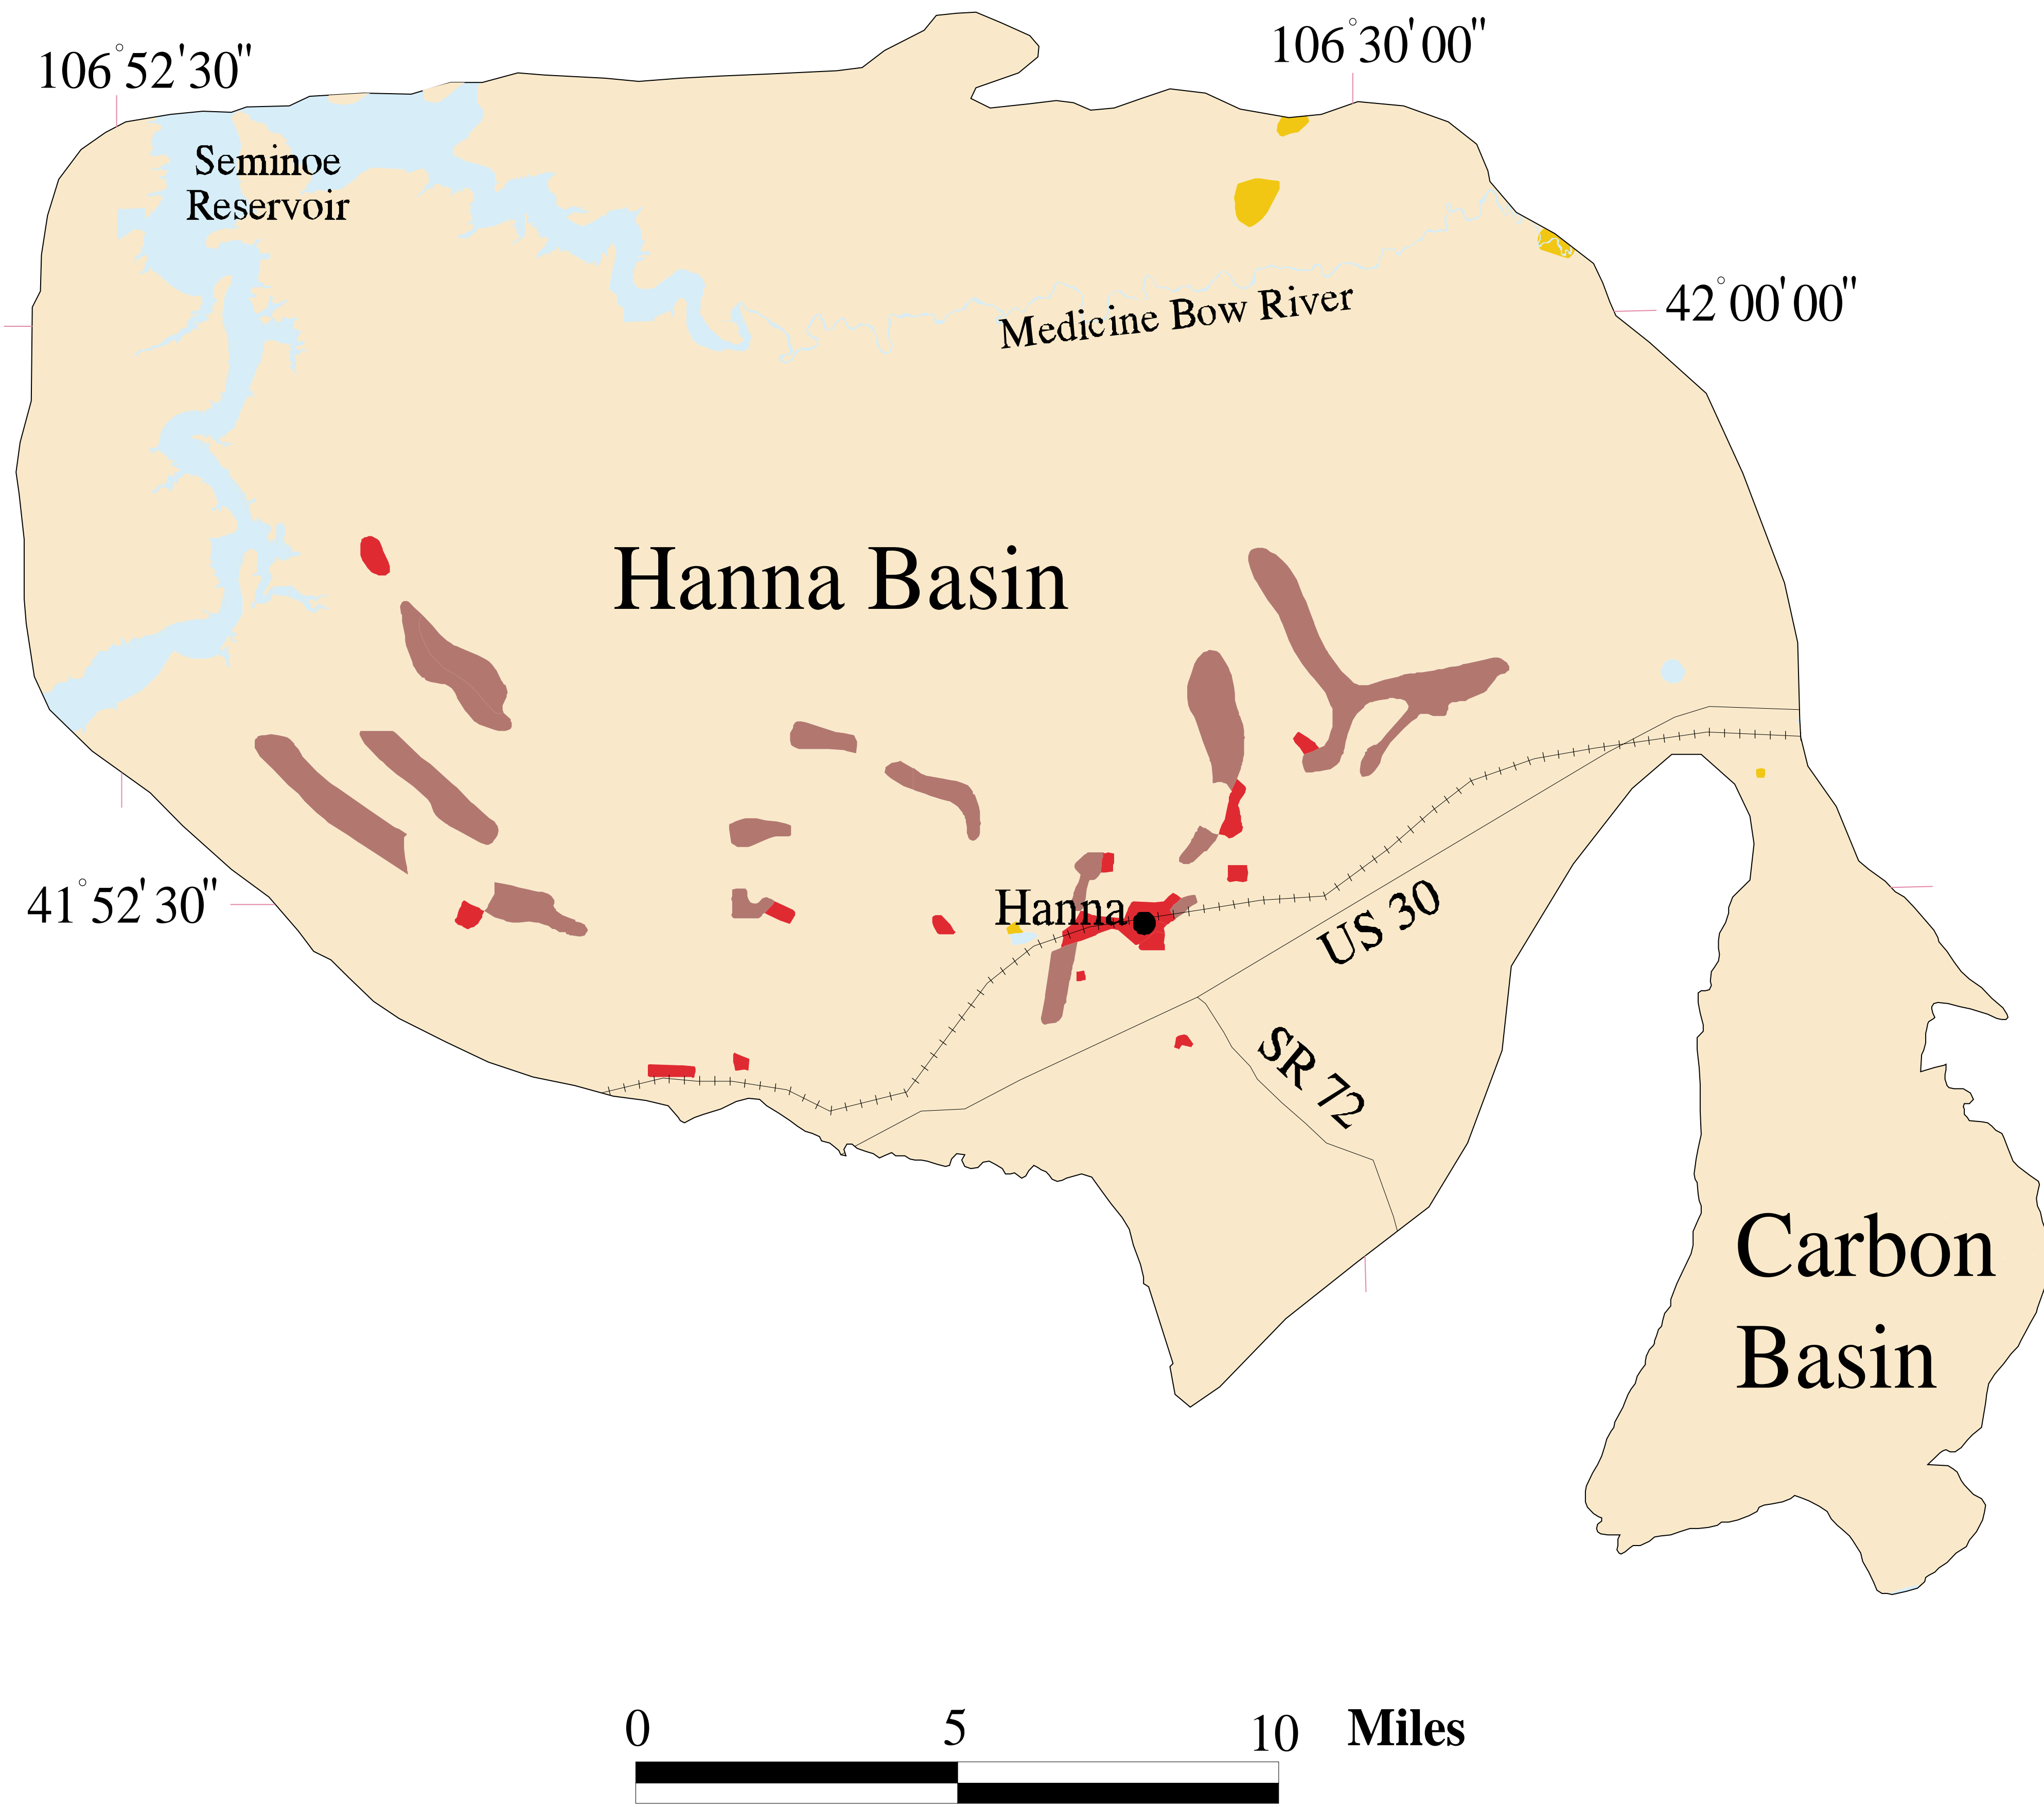 106°52'30"
106°30'00"
Seminoe
Reservoir
42°00'00"
Medicine Bow River
Hanna Basin
41°52'30"
Hanna
US 30
SR 72
Carbon
Basin
0 5 10 Miles